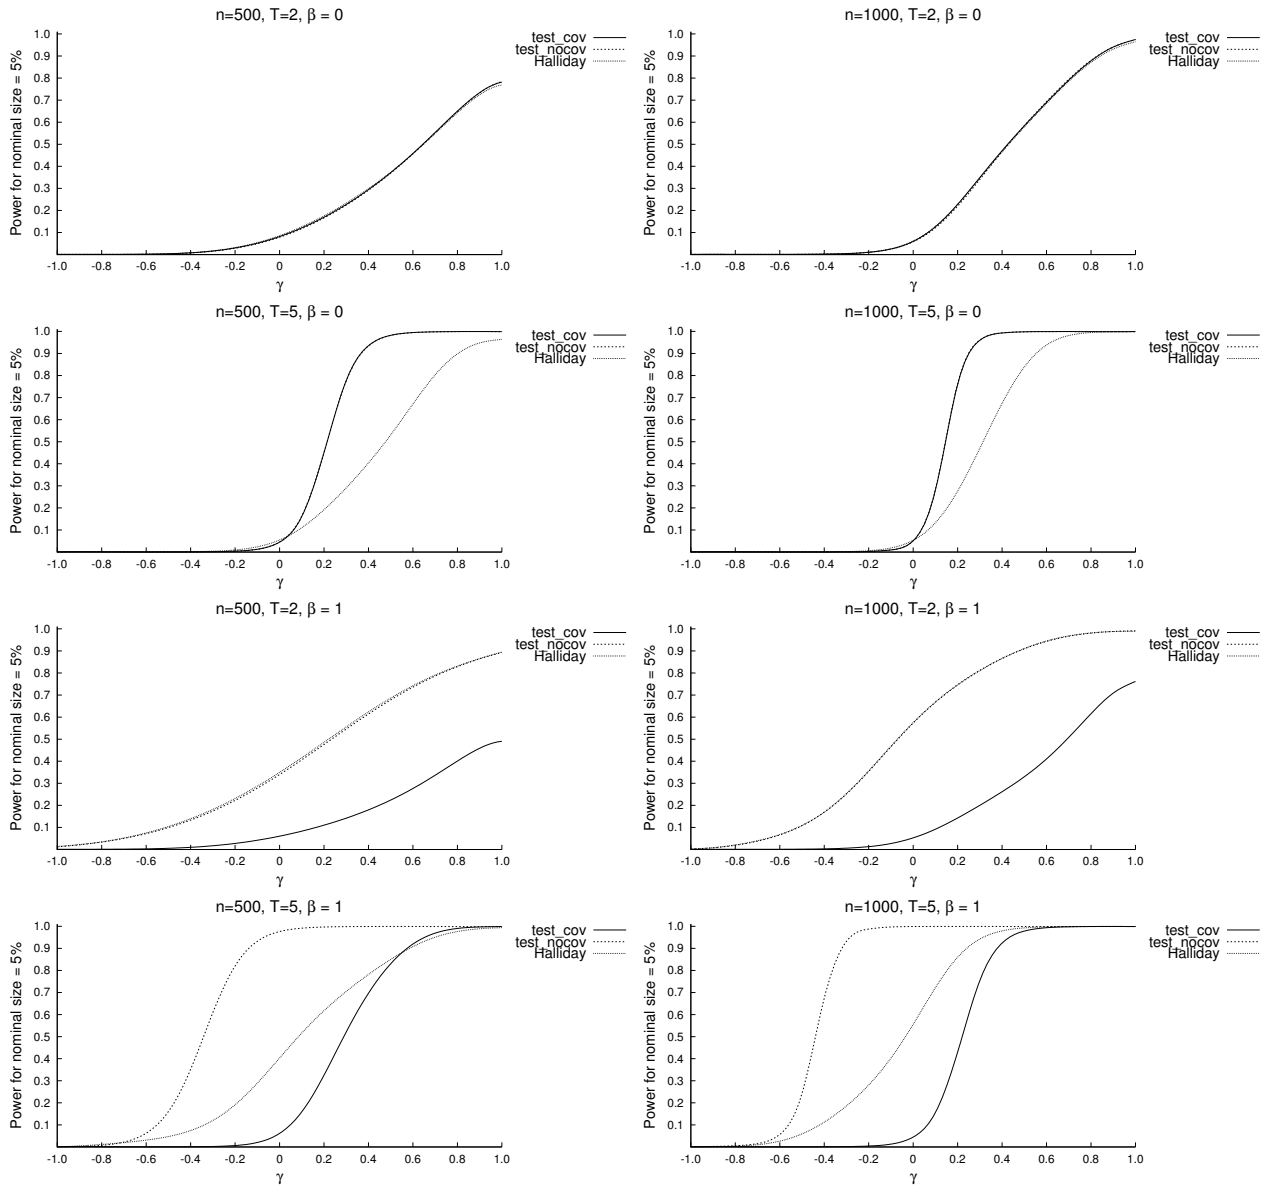 n=500, T=2, β = 0
Power for nominal size = 5%
1.0
0.9
0.8
0.7
0.6
0.5
0.4
0.3
0.2
0.1
-1.0 -0.8 -0.6 -0.4 -0.2 0 0.2 0.4 0.6 0.8 1.0
γ
test_cov
test_nocov
Halliday
n=1000, T=2, β = 0
Power for nominal size = 5%
1.0
0.9
0.8
0.7
0.6
0.5
0.4
0.3
0.2
0.1
-1.0 -0.8 -0.6 -0.4 -0.2 0 0.2 0.4 0.6 0.8 1.0
γ
test_cov
test_nocov
Halliday
n=500, T=5, β = 0
Power for nominal size = 5%
1.0
0.9
0.8
0.7
0.6
0.5
0.4
0.3
0.2
0.1
-1.0 -0.8 -0.6 -0.4 -0.2 0 0.2 0.4 0.6 0.8 1.0
γ
test_cov
test_nocov
Halliday
n=1000, T=5, β = 0
Power for nominal size = 5%
1.0
0.9
0.8
0.7
0.6
0.5
0.4
0.3
0.2
0.1
-1.0 -0.8 -0.6 -0.4 -0.2 0 0.2 0.4 0.6 0.8 1.0
γ
test_cov
test_nocov
Halliday
n=500, T=2, β = 1
Power for nominal size = 5%
1.0
0.9
0.8
0.7
0.6
0.5
0.4
0.3
0.2
0.1
-1.0 -0.8 -0.6 -0.4 -0.2 0 0.2 0.4 0.6 0.8 1.0
γ
test_cov
test_nocov
Halliday
n=1000, T=2, β = 1
Power for nominal size = 5%
1.0
0.9
0.8
0.7
0.6
0.5
0.4
0.3
0.2
0.1
-1.0 -0.8 -0.6 -0.4 -0.2 0 0.2 0.4 0.6 0.8 1.0
γ
test_cov
test_nocov
Halliday
n=500, T=5, β = 1
Power for nominal size = 5%
1.0
0.9
0.8
0.7
0.6
0.5
0.4
0.3
0.2
0.1
-1.0 -0.8 -0.6 -0.4 -0.2 0 0.2 0.4 0.6 0.8 1.0
γ
test_cov
test_nocov
Halliday
n=1000, T=5, β = 1
Power for nominal size = 5%
1.0
0.9
0.8
0.7
0.6
0.5
0.4
0.3
0.2
0.1
-1.0 -0.8 -0.6 -0.4 -0.2 0 0.2 0.4 0.6 0.8 1.0
γ
test_cov
test_nocov
Halliday